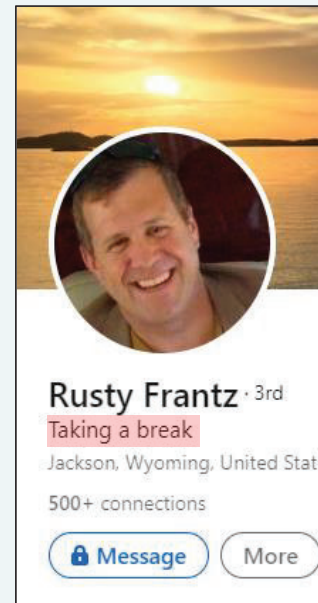 Rusty Frantz · 3rd
Taking a break
Jackson, Wyoming, United Stat
500+ connections
Message More